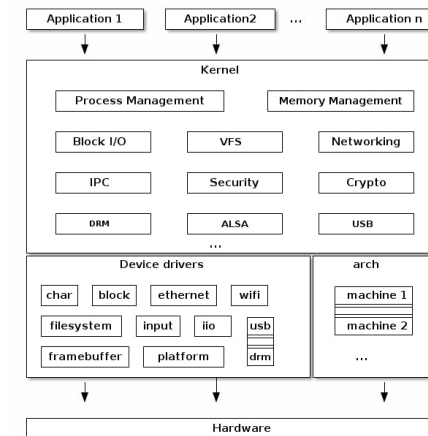 Application 1 Application2 ... Application n
Kernel
Process Management Memory Management
Block I/O VFS Networking
IPC Security Crypto
DRM ALSA USB
...
Device drivers arch
char block ethernet wifi machine 1
filesystem input iio usb machine 2
framebuffer platform drm ...
Hardware